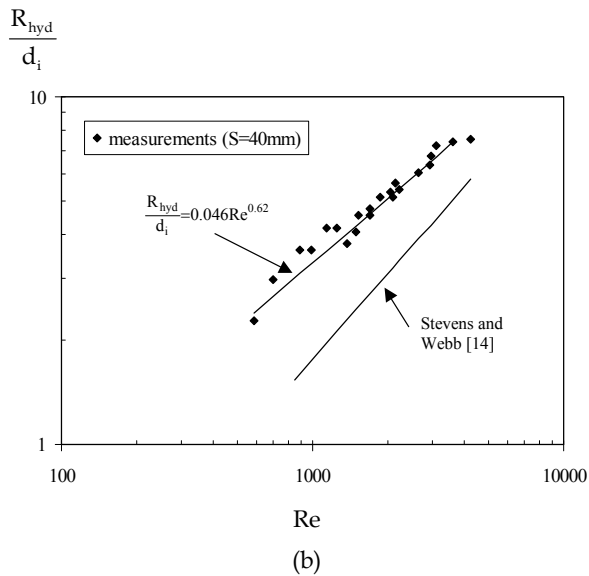 R_hyd
d_i
10
measurements (S=40mm)
R_hyd
d_i
=0.046Re^0.62
Stevens and
Webb [14]
1
100
1000
10000
Re
(b)